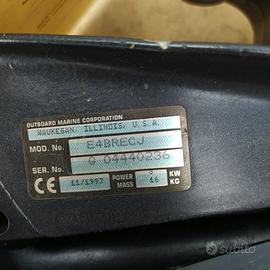 OUTBOARD MARINE CORPORATION
WAUKEGAN, ILLINOIS, U.S.A.
MOD. No. E4BRECJ
SER. No. G 04440236
CE 11/1997 POWER MASS 16 KW KG
subito